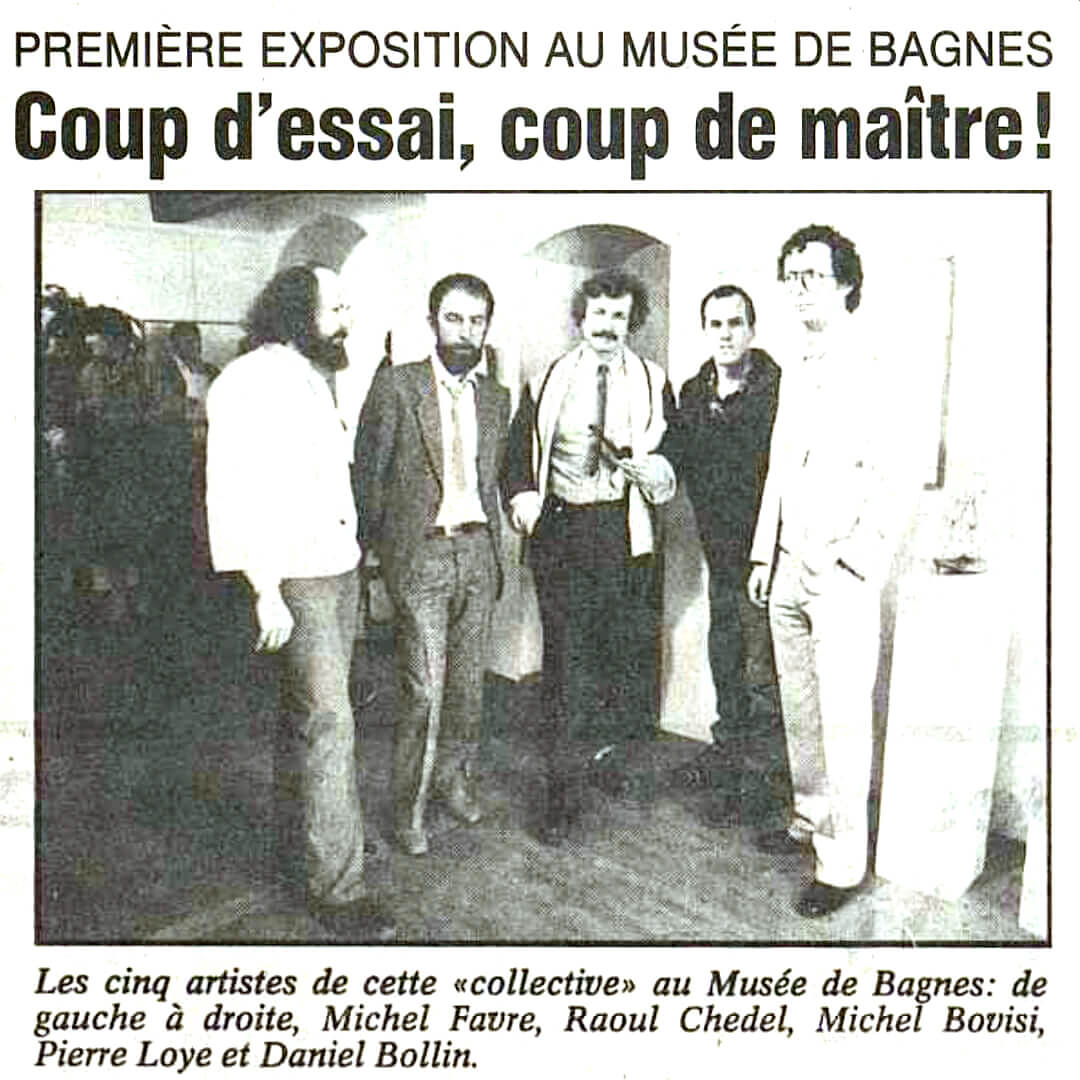 PREMIÈRE EXPOSITION AU MUSÉE DE BAGNES
Coup d'essai, coup de maître!
Les cinq artistes de cette «collective» au Musée de Bagnes: de
gauche à droite, Michel Favre, Raoul Chedel, Michel Bovisi,
Pierre Loye et Daniel Bollin.